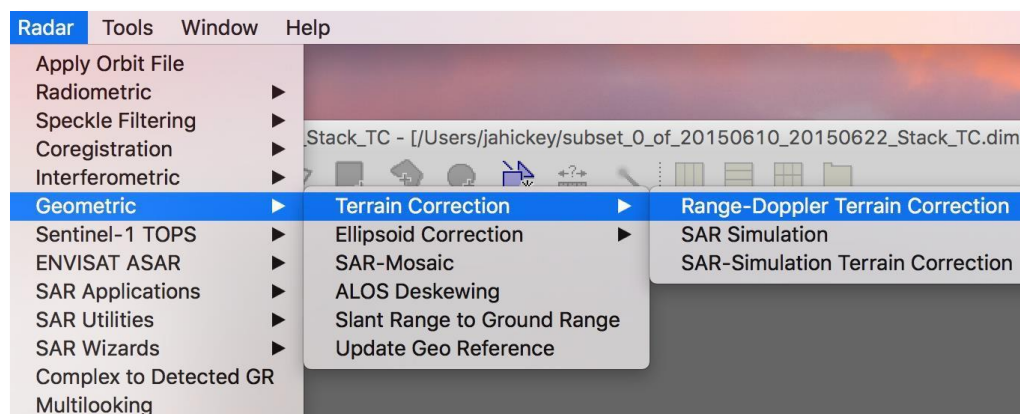 Radar Tools Window Help
Apply Orbit File
Radiometric
Speckle Filtering
Coregistration
Interferometric
Geometric
Sentinel-1 TOPS
ENVISAT ASAR
SAR Applications
SAR Utilities
SAR Wizards
Complex to Detected GR
Multilooking
_Stack_TC - [/Users/jahickey/subset_0_of_20150610_20150622_Stack_TC.dim
Terrain Correction
Ellipsoid Correction
SAR-Mosaic
ALOS Deskewing
Slant Range to Ground Range
Update Geo Reference
Range-Doppler Terrain Correction
SAR Simulation
SAR-Simulation Terrain Correction